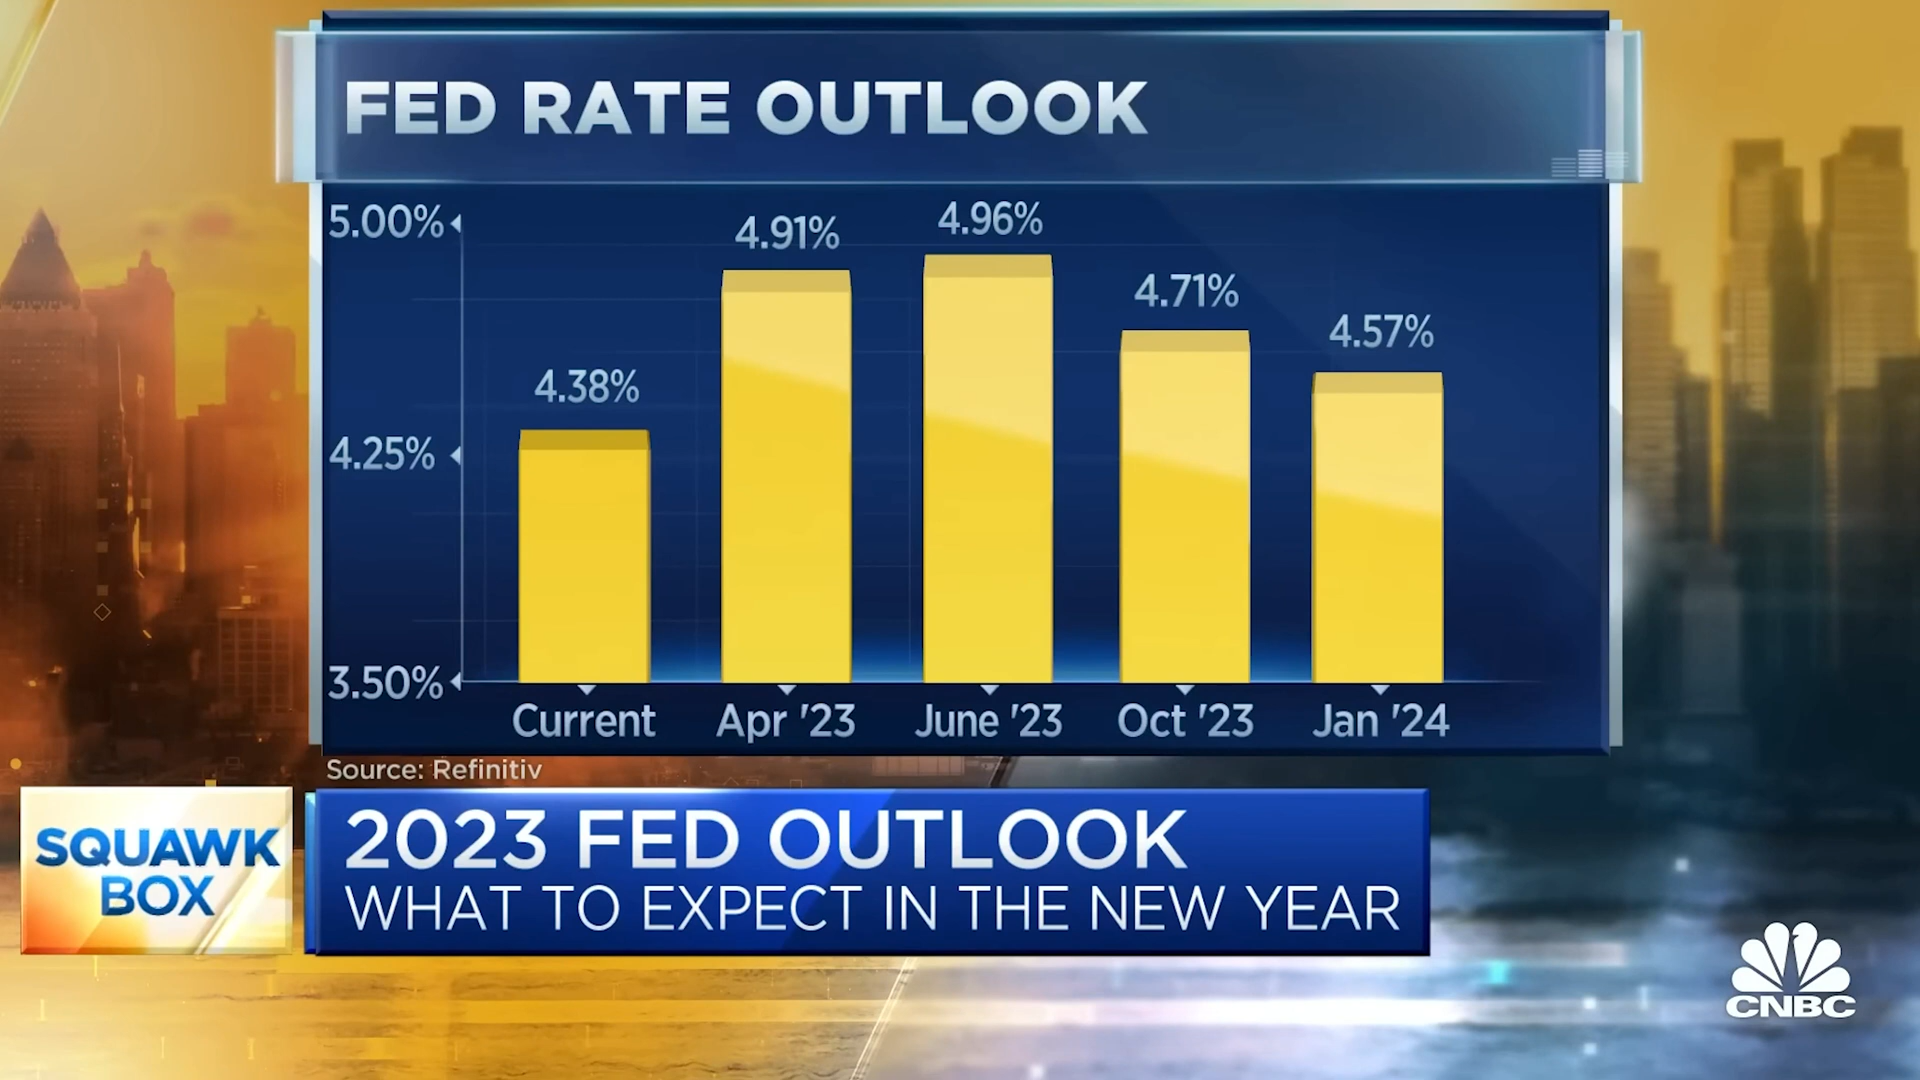 FED RATE OUTLOOK
5.00%
4.25%
3.50%
4.38%
4.91%
4.96%
4.71%
4.57%
Current
Apr '23
June '23
Oct '23
Jan '24
Source: Refinitiv
SQUAWK
BOX
2023 FED OUTLOOK
WHAT TO EXPECT IN THE NEW YEAR
CNBC